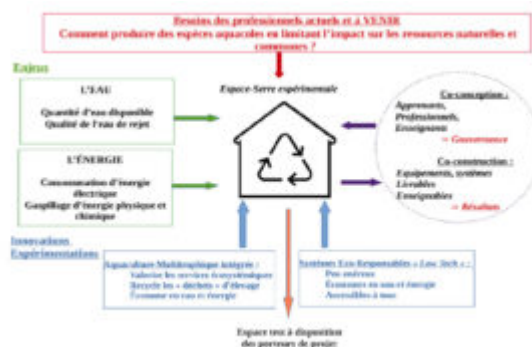 Besoins des professionnels actuels et à VENIR
Comment produire des espèces aquacoles en limitant l'impact sur les ressources naturelles et
communes ?
Enjeux
L'EAU
Quantité d'eau disponible
Qualité de l'eau de rejet
L'ÉNERGIE
Consommation d'énergie
électrique
Gaspillage d'énergie physique et
chimique
Espace-Serre expérimentale
Co-conception :
Apprenants,
Professionnels,
Enseignants
⇒ Gouvernance
Co-construction :
Equipements, systèmes
Livrables
Enseignables
⇒ Résultats
Innovations
Expérimentations
Aquaculture Multitrophique intégrée :
Valorise les services écosystémiques
Recycle les « déchets » d'élevage
Économe en eau et énergie
Systèmes Eco-Responsables « Low Tech » :
Peu onéreux
Économes en eau et énergie
Accessibles à tous
Espace test à disposition
des porteurs de projet